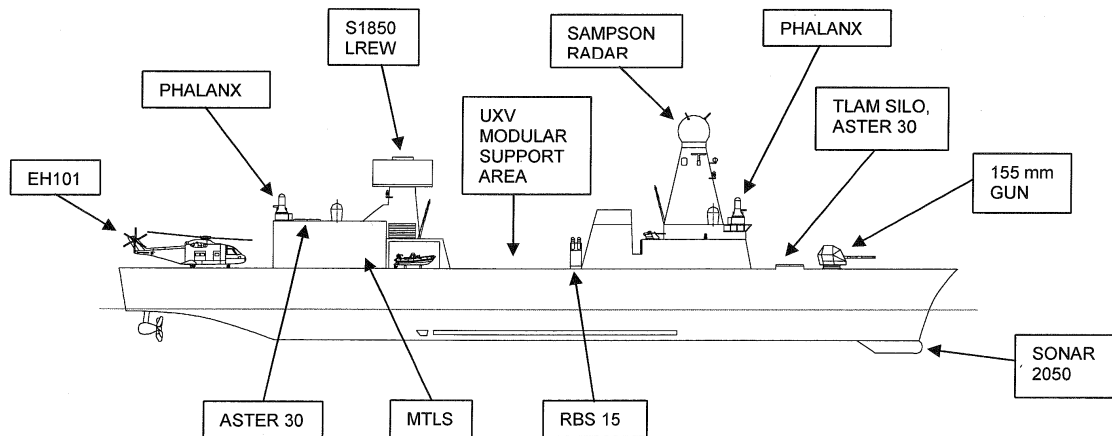 S1850
LREW
SAMPSON
RADAR
PHALANX
PHALANX
UXV
MODULAR
SUPPORT
AREA
TLAM SILO,
ASTER 30
EH101
155 mm
GUN
SONAR
2050
ASTER 30
MTLS
RBS 15